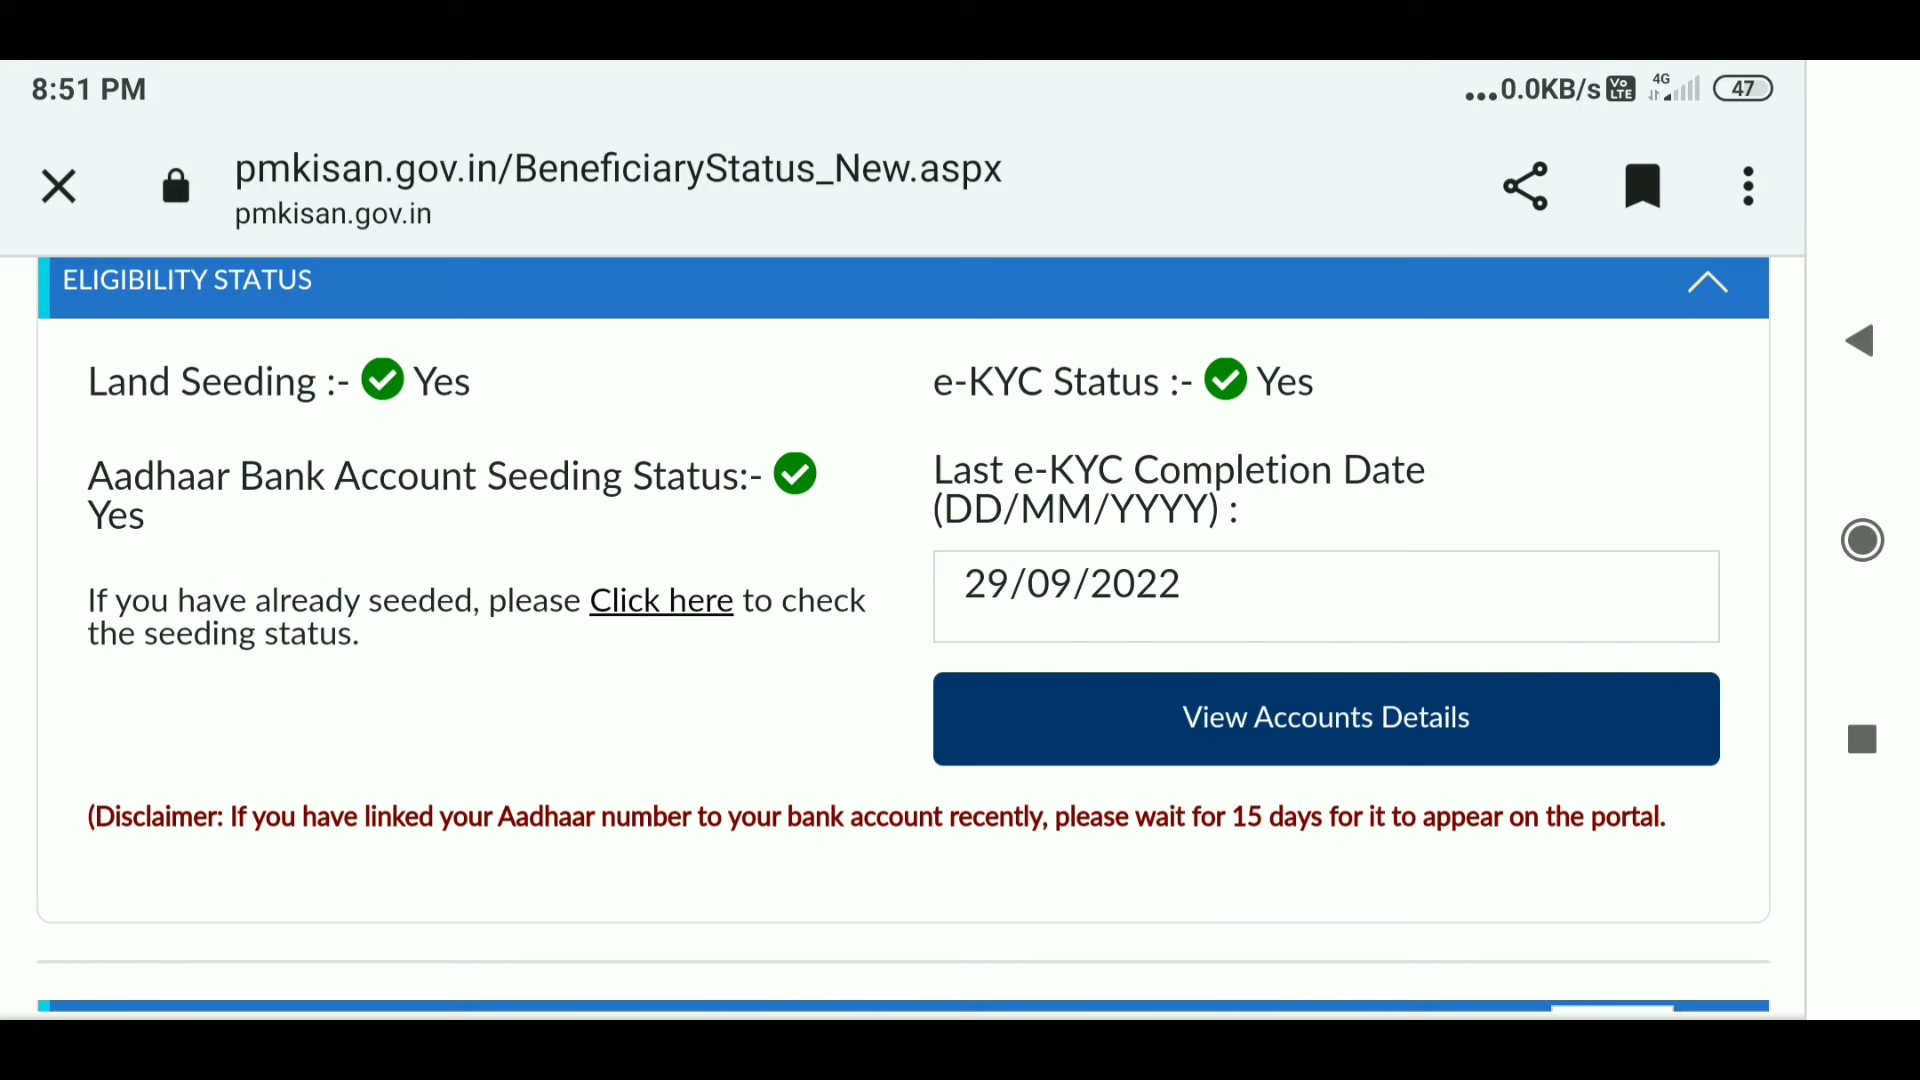 8:51 PM
...0.0KB/s Vo LTE 4G 47
pmkisan.gov.in/BeneficiaryStatus_New.aspx
pmkisan.gov.in
ELIGIBILITY STATUS
Land Seeding :- Yes
e-KYC Status :- Yes
Aadhaar Bank Account Seeding Status:-
Yes
Last e-KYC Completion Date
(DD/MM/YYYY) :
29/09/2022
If you have already seeded, please Click here to check
the seeding status.
View Accounts Details
(Disclaimer: If you have linked your Aadhaar number to your bank account recently, please wait for 15 days for it to appear on the portal.